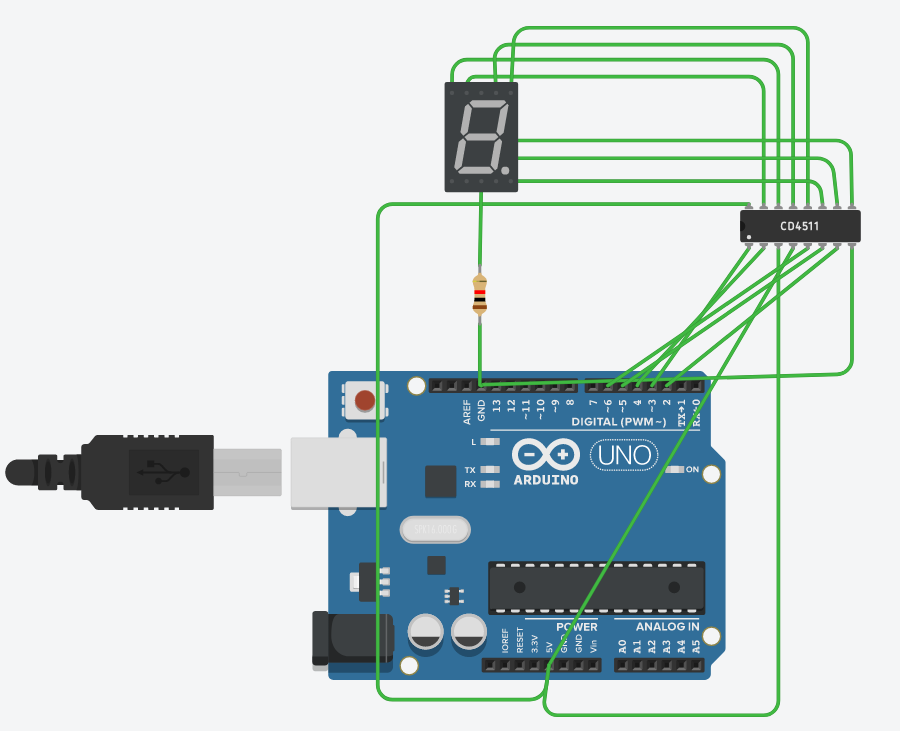 CD4511
AREF
GND
13
12
~11
~10
~9
8
7
~6
~5
4
~3
2
TX→1
RX←0
DIGITAL (PWM~)
L
TX
RX
UNO
ON
ARDUINO
POWER
ANALOG IN
IOREF
RESET
3.3V
5V
GND
GND
Vin
A0
A1
A2
A3
A4
A5